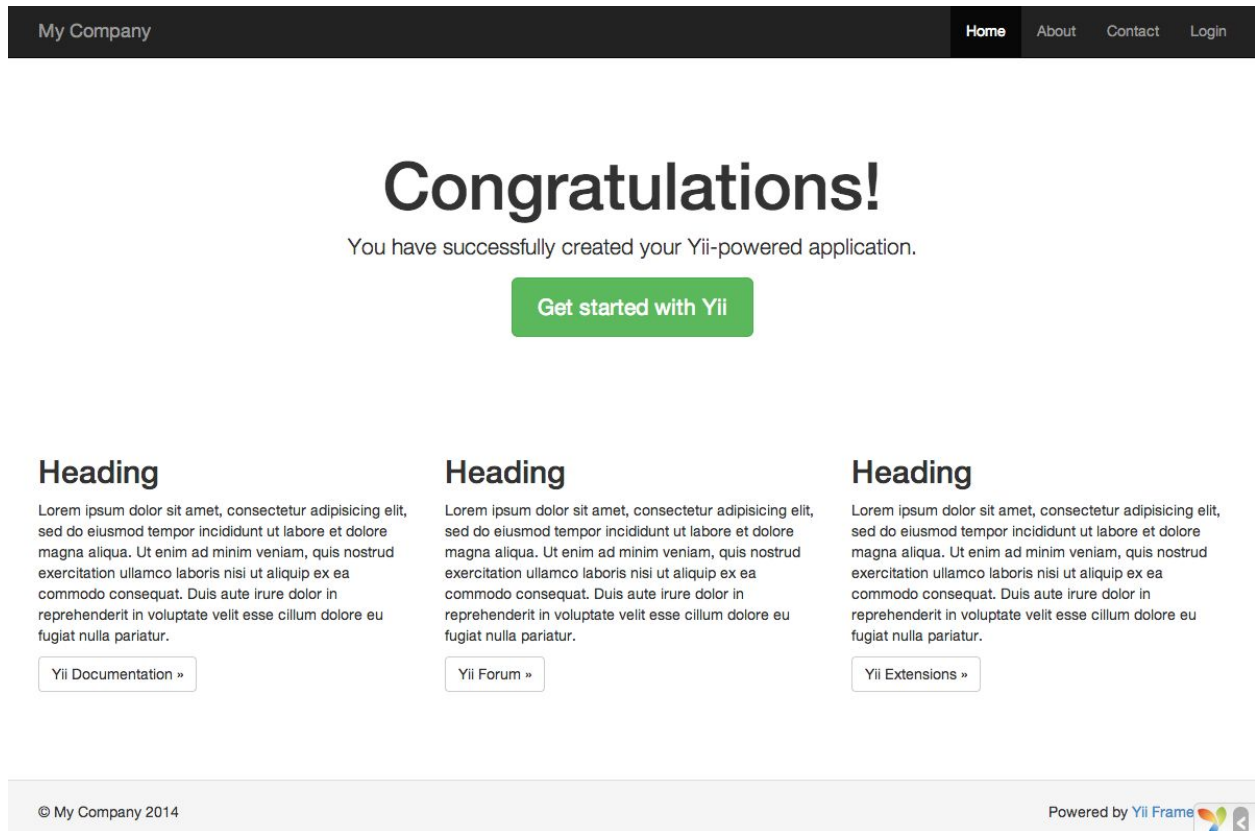 My Company
Home About Contact Login
Congratulations!
You have successfully created your Yii-powered application.
Get started with Yii
Heading
Lorem ipsum dolor sit amet, consectetur adipisicing elit,
sed do eiusmod tempor incididunt ut labore et dolore
magna aliqua. Ut enim ad minim veniam, quis nostrud
exercitation ullamco laboris nisi ut aliquip ex ea
commodo consequat. Duis aute irure dolor in
reprehenderit in voluptate velit esse cillum dolore eu
fugiat nulla pariatur.
Yii Documentation »
Heading
Lorem ipsum dolor sit amet, consectetur adipisicing elit,
sed do eiusmod tempor incididunt ut labore et dolore
magna aliqua. Ut enim ad minim veniam, quis nostrud
exercitation ullamco laboris nisi ut aliquip ex ea
commodo consequat. Duis aute irure dolor in
reprehenderit in voluptate velit esse cillum dolore eu
fugiat nulla pariatur.
Yii Forum »
Heading
Lorem ipsum dolor sit amet, consectetur adipisicing elit,
sed do eiusmod tempor incididunt ut labore et dolore
magna aliqua. Ut enim ad minim veniam, quis nostrud
exercitation ullamco laboris nisi ut aliquip ex ea
commodo consequat. Duis aute irure dolor in
reprehenderit in voluptate velit esse cillum dolore eu
fugiat nulla pariatur.
Yii Extensions »
© My Company 2014
Powered by Yii Frame